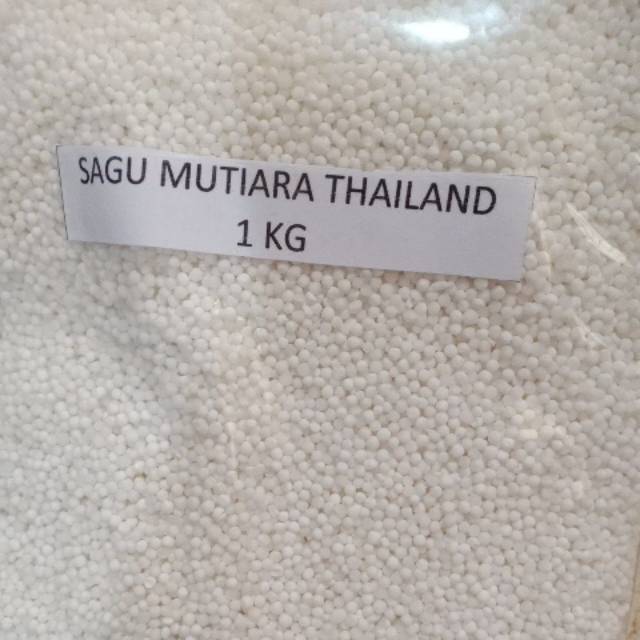 SAGU MUTIARA THAILAND
1 KG